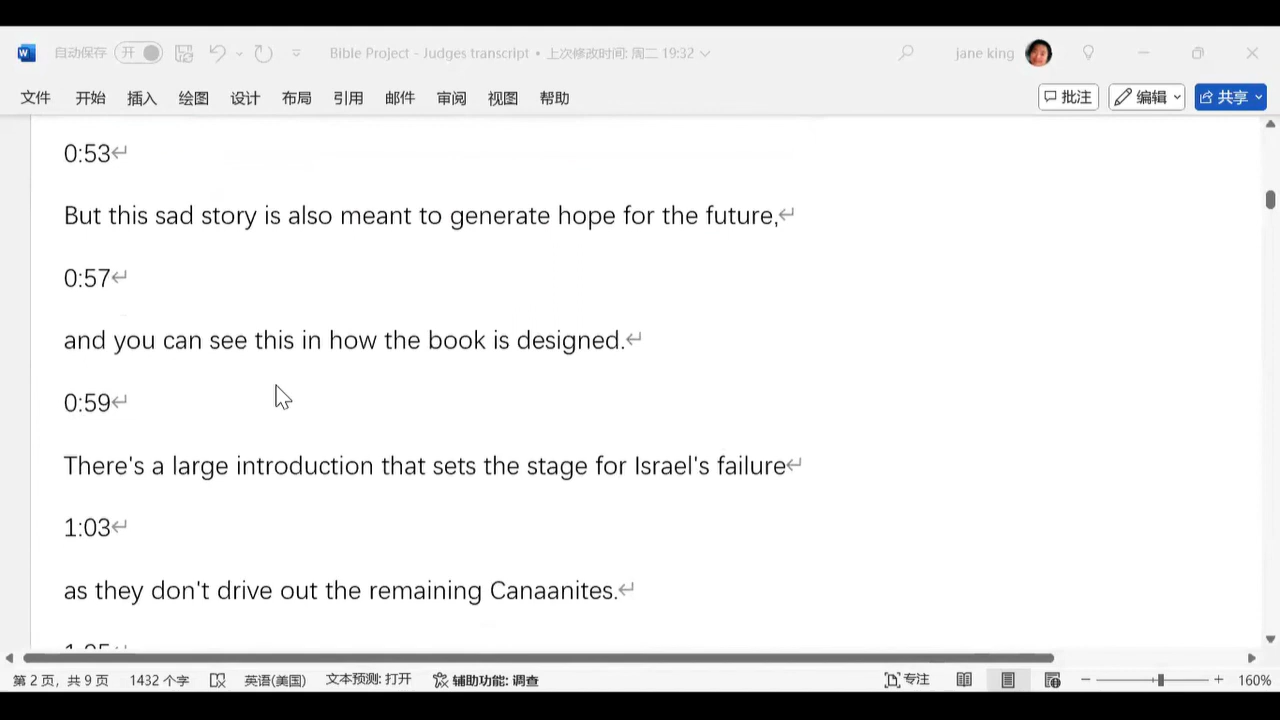 自动保存 开 Bible Project - Judges transcript • 上次修改时间: 周二 19:32 jane king
文件 开始 插入 绘图 设计 布局 引用 邮件 审阅 视图 帮助 批注 编辑 共享
0:53
But this sad story is also meant to generate hope for the future,
0:57
and you can see this in how the book is designed.
0:59
There's a large introduction that sets the stage for Israel's failure
1:03
as they don't drive out the remaining Canaanites.
第 2 页，共 9 页 1432 个字 英语(美国) 文本预测: 打开 辅助功能: 调查 专注 160%